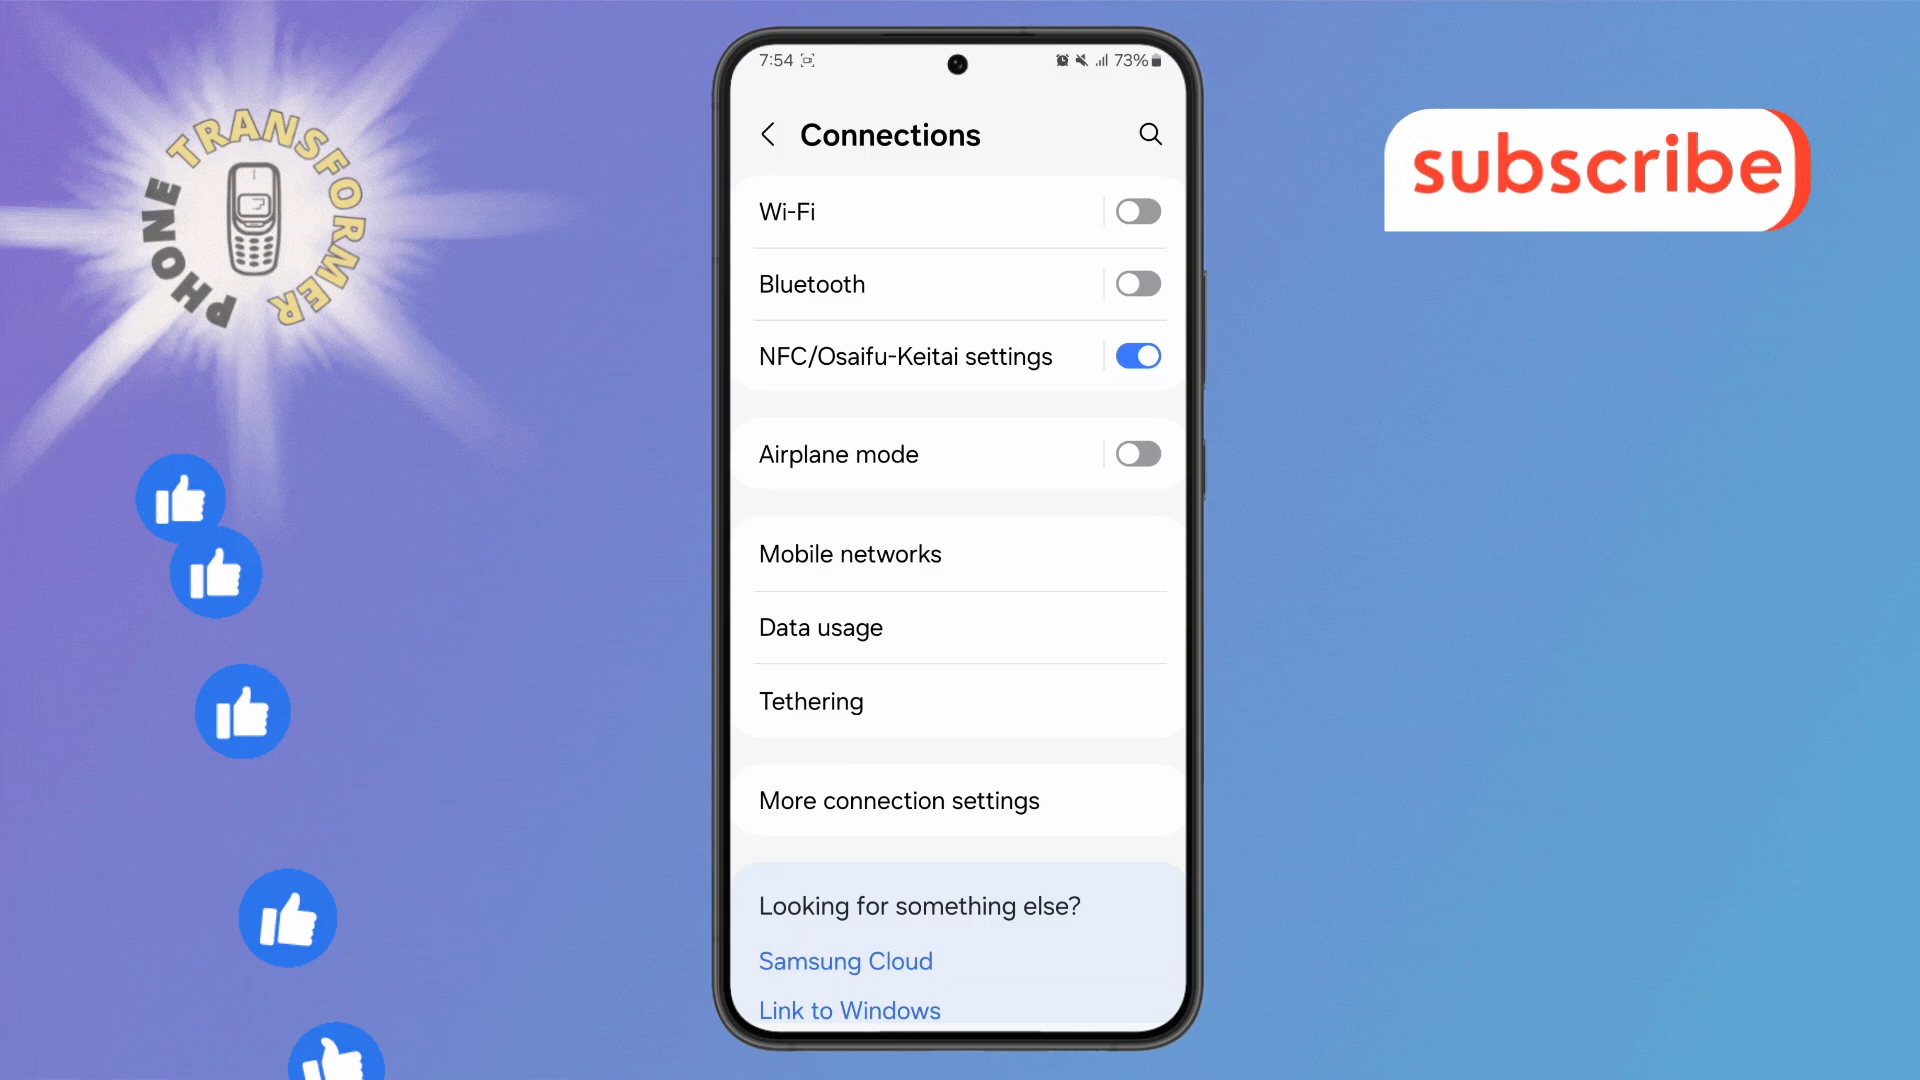 PHONE TRANSFORMER
7:54
73%
Connections
subscribe
Wi-Fi
Bluetooth
NFC/Osaifu-Keitai settings
Airplane mode
Mobile networks
Data usage
Tethering
More connection settings
Looking for something else?
Samsung Cloud
Link to Windows